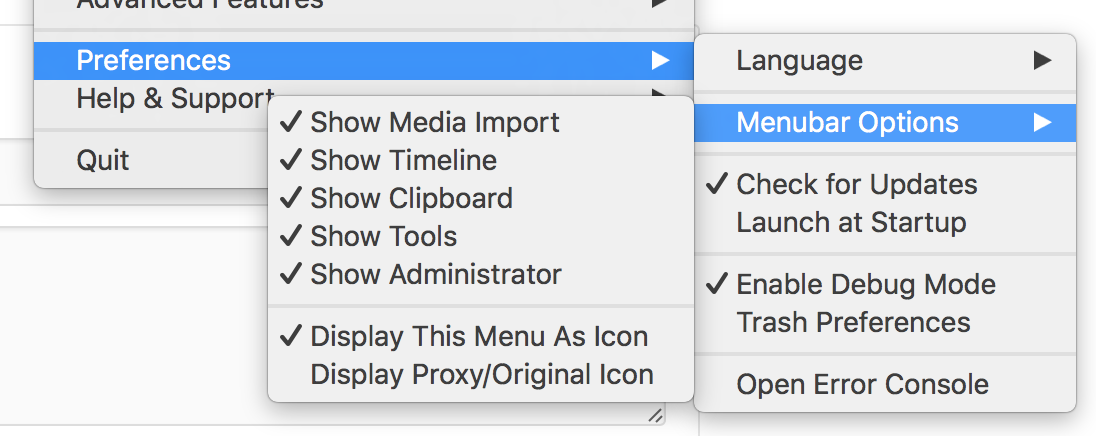 Advanced Features
Preferences
Help & Support
Quit
Language
Menubar Options
Check for Updates
Launch at Startup
Enable Debug Mode
Trash Preferences
Open Error Console
Show Media Import
Show Timeline
Show Clipboard
Show Tools
Show Administrator
Display This Menu As Icon
Display Proxy/Original Icon